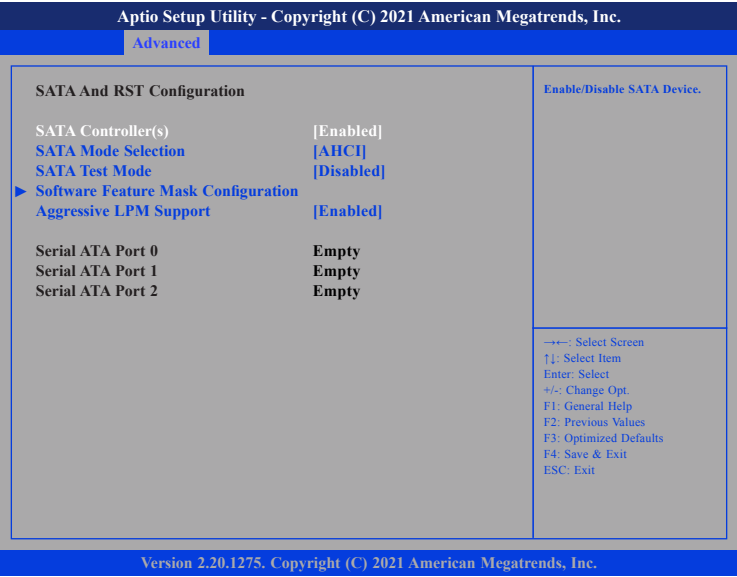 Aptio Setup Utility - Copyright (C) 2021 American Megatrends, Inc.
Advanced
SATA And RST Configuration
SATA Controller(s) [Enabled]
SATA Mode Selection [AHCI]
SATA Test Mode [Disabled]
► Software Feature Mask Configuration
Aggressive LPM Support [Enabled]
Serial ATA Port 0 Empty
Serial ATA Port 1 Empty
Serial ATA Port 2 Empty
Enable/Disable SATA Device.
→←: Select Screen
↑↓: Select Item
Enter: Select
+/-: Change Opt.
F1: General Help
F2: Previous Values
F3: Optimized Defaults
F4: Save & Exit
ESC: Exit
Version 2.20.1275. Copyright (C) 2021 American Megatrends, Inc.